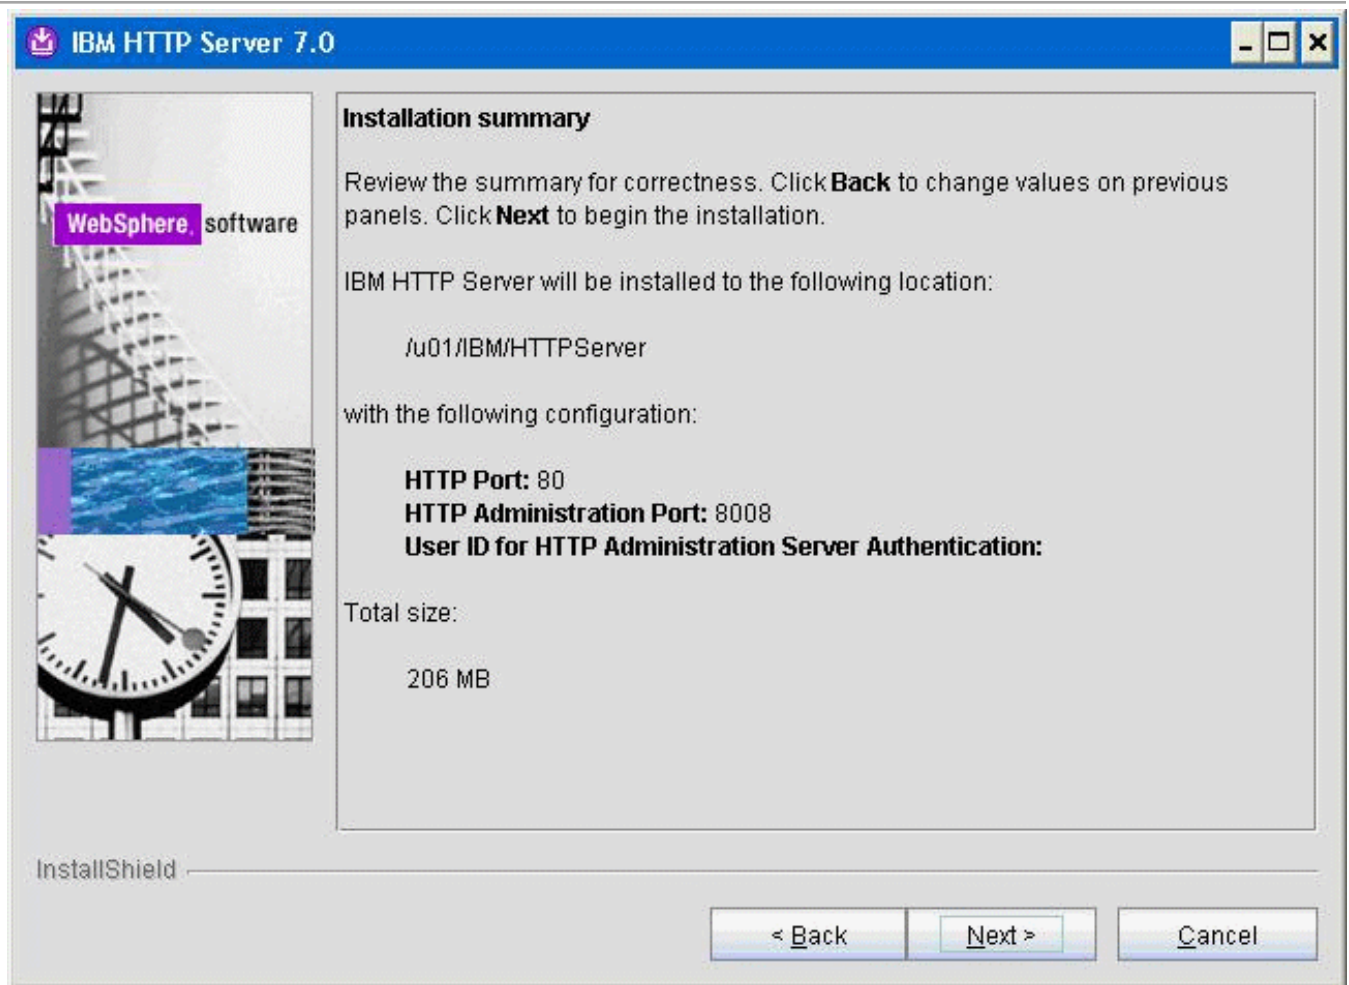 IBM HTTP Server 7.0
WebSphere. software
Installation summary
Review the summary for correctness. Click Back to change values on previous
panels. Click Next to begin the installation.
IBM HTTP Server will be installed to the following location:
/u01/IBM/HTTPServer
with the following configuration:
HTTP Port: 80
HTTP Administration Port: 8008
User ID for HTTP Administration Server Authentication:
Total size:
206 MB
InstallShield
< Back
Next >
Cancel